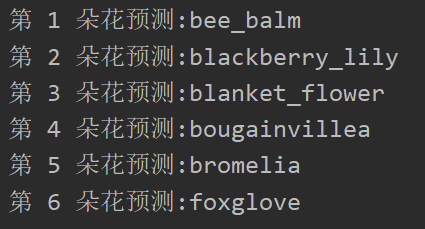 第 1 朵花预测:bee_balm
第 2 朵花预测:blackberry_lily
第 3 朵花预测:blanket_flower
第 4 朵花预测:bougainvillea
第 5 朵花预测:bromelia
第 6 朵花预测:foxglove